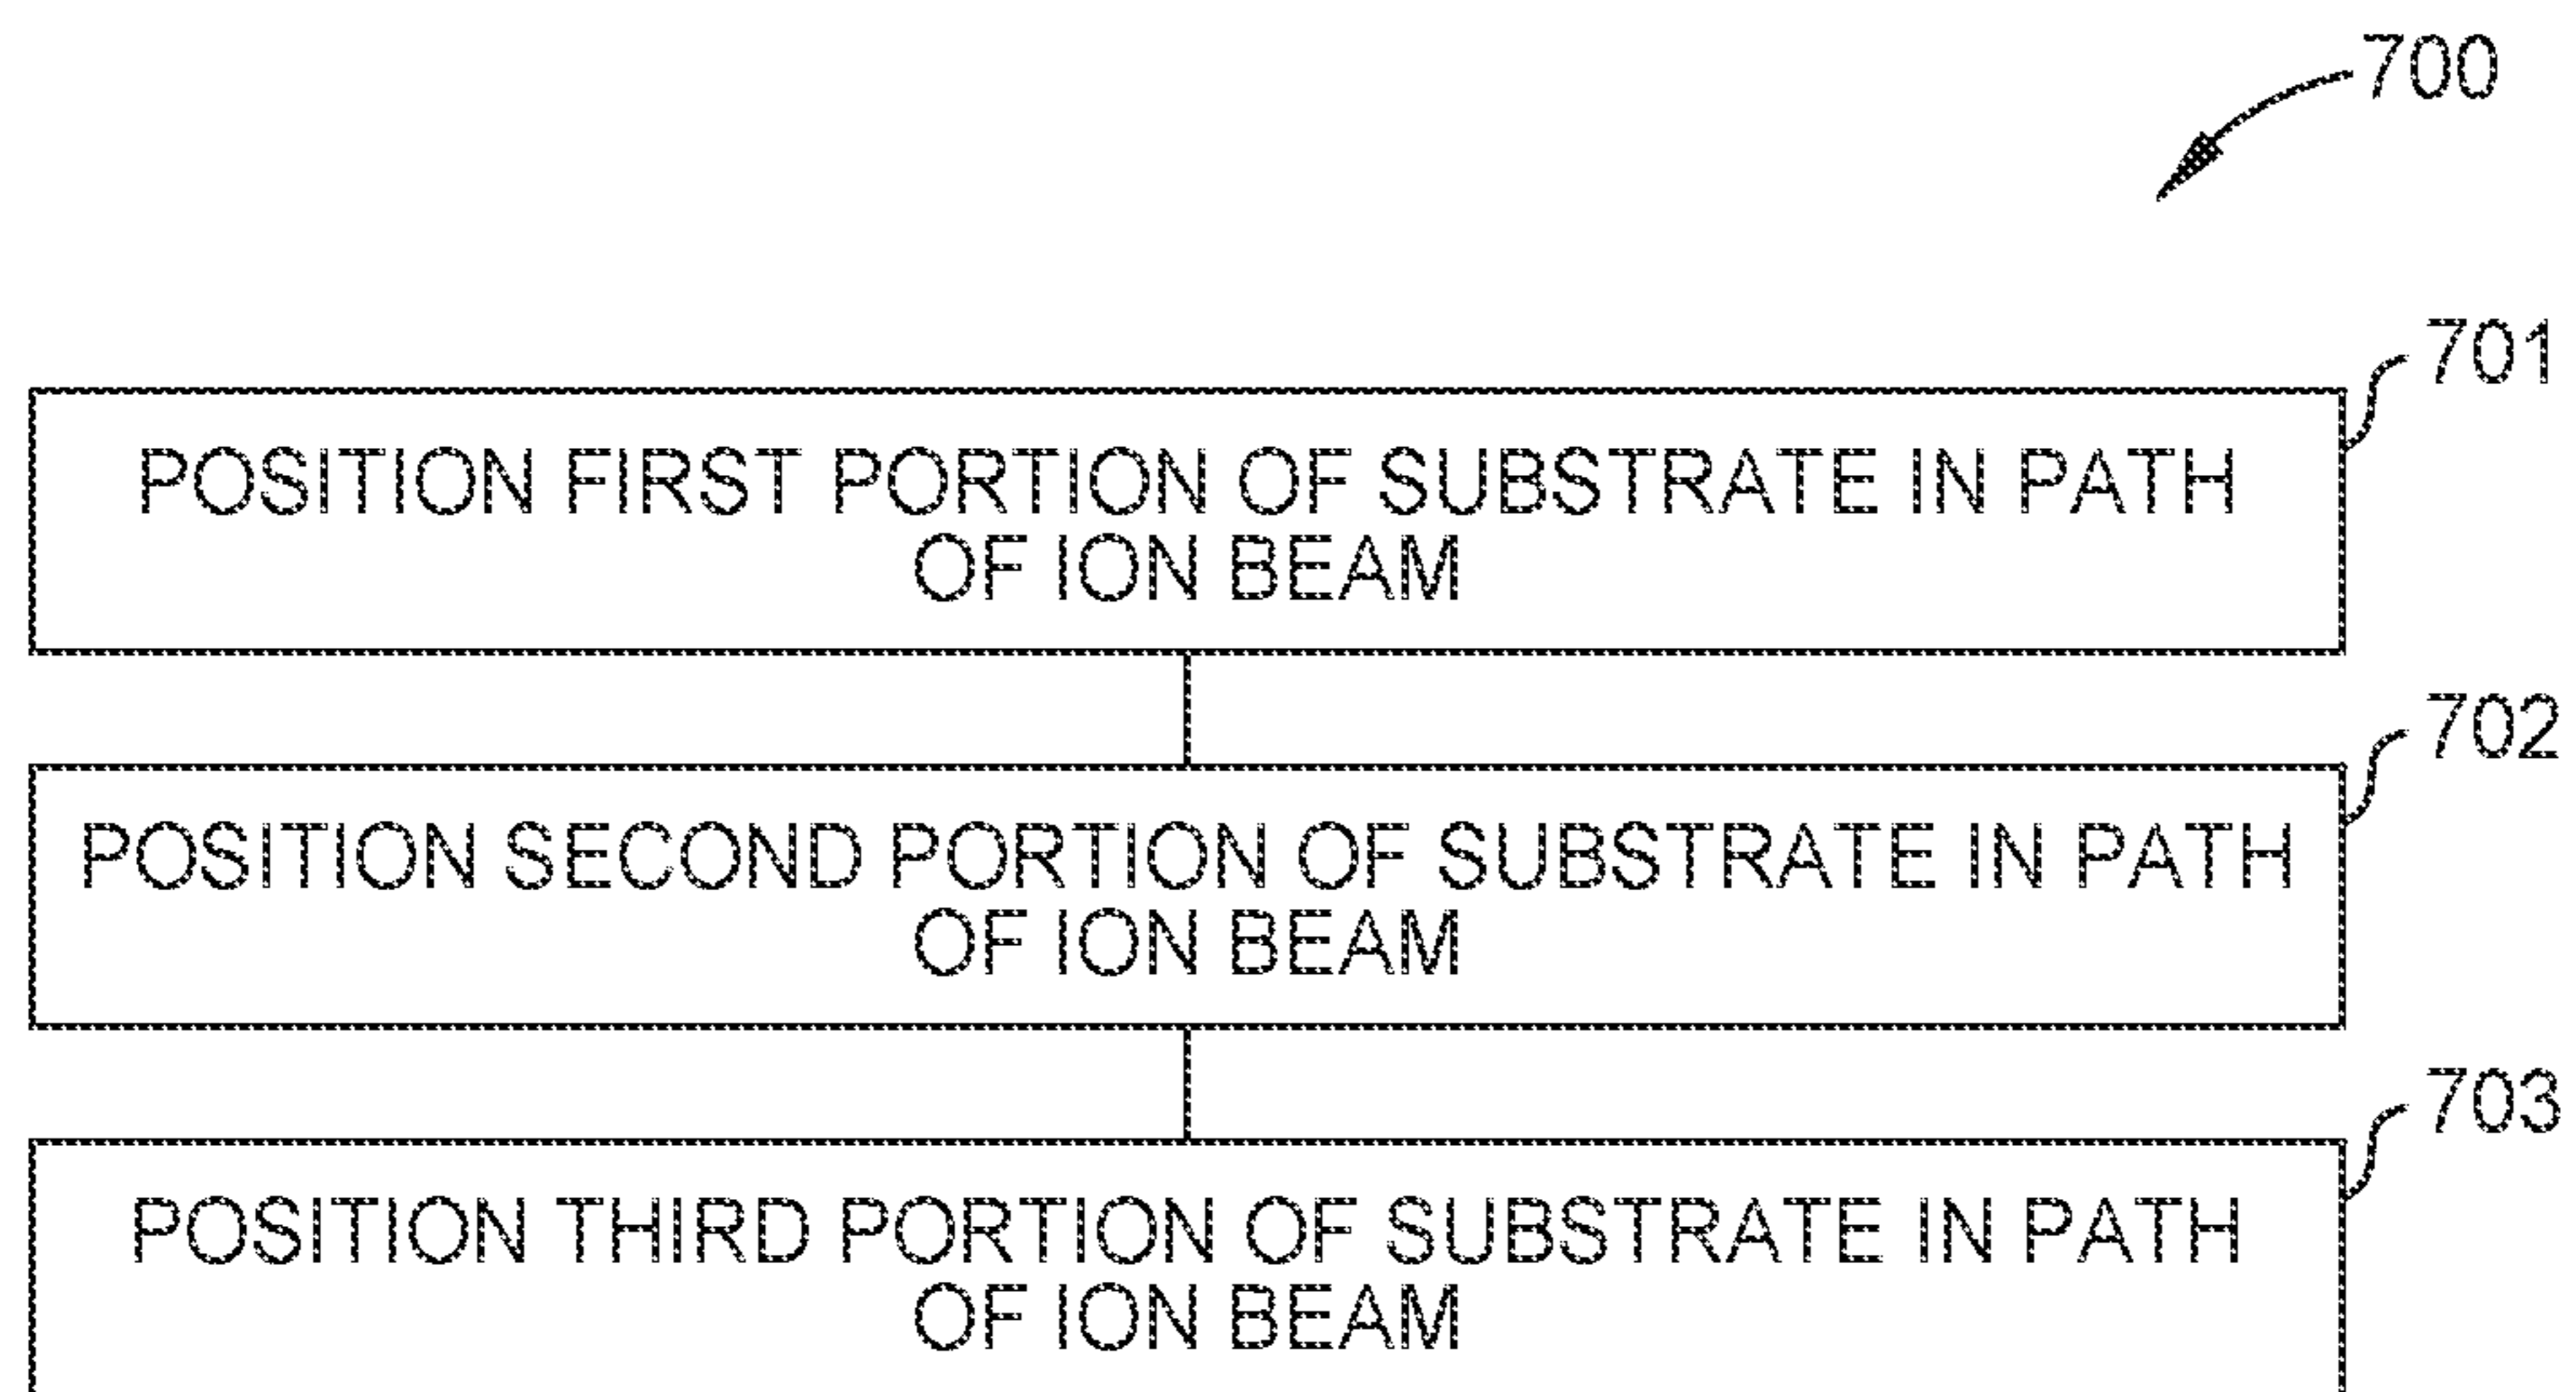 700
701
POSITION FIRST PORTION OF SUBSTRATE IN PATH
OF ION BEAM
702
POSITION SECOND PORTION OF SUBSTRATE IN PATH
OF ION BEAM
703
POSITION THIRD PORTION OF SUBSTRATE IN PATH
OF ION BEAM